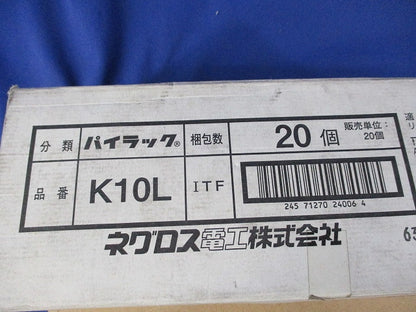 分類 パイラック® 梱包数 20個 販売単位:
20個
品番 K10L ITF
245 71270 24006 4
ネグロス電工株式会社